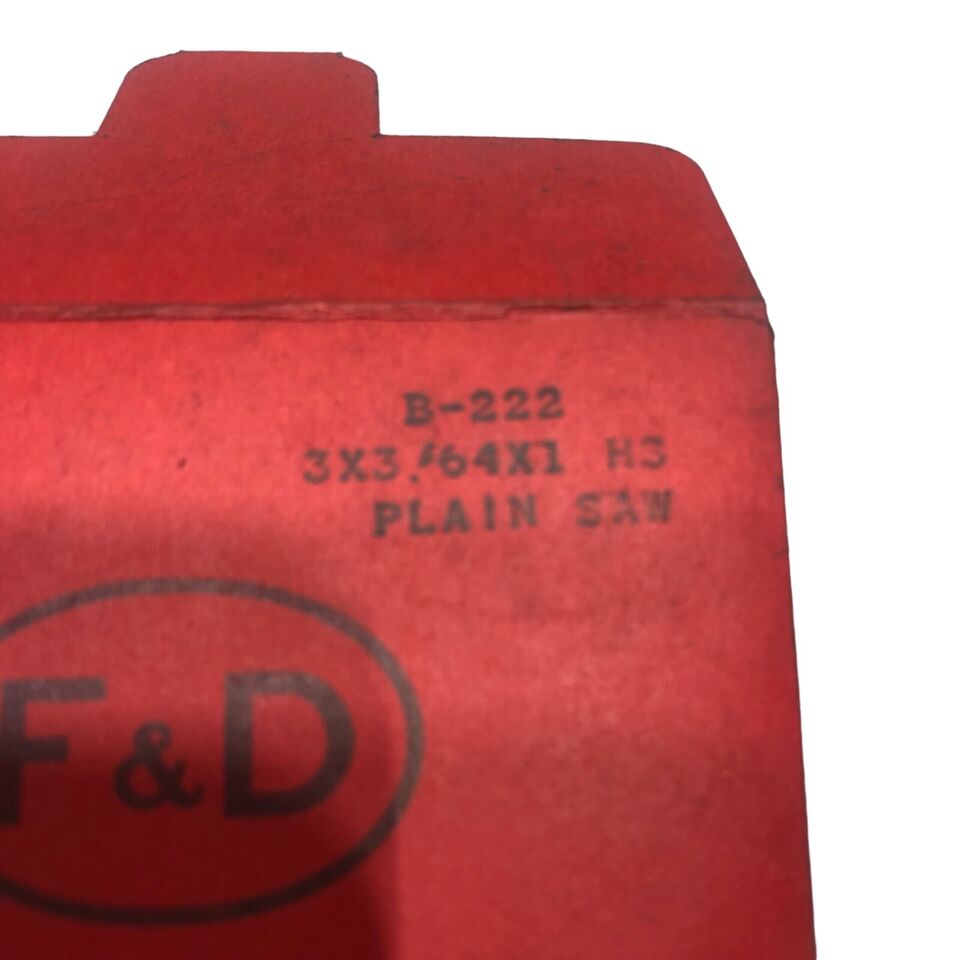 B-222
3X3/64X1 HS
PLAIN SAW
F&D